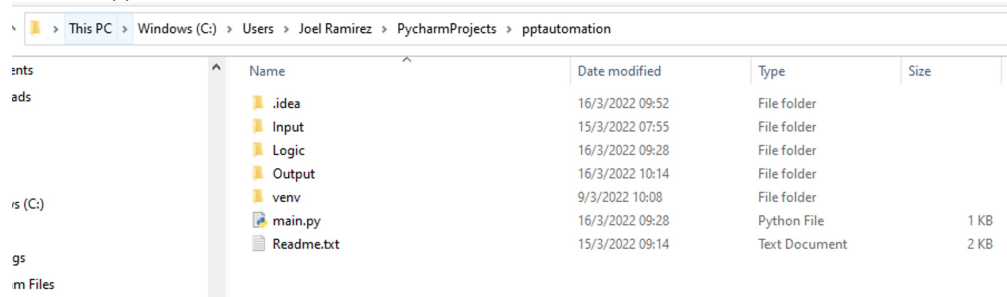 This PC > Windows (C:) > Users > Joel Ramirez > PycharmProjects > pptautomation
Name Date modified Type Size
.idea 16/3/2022 09:52 File folder
Input 15/3/2022 07:55 File folder
Logic 16/3/2022 09:28 File folder
Output 16/3/2022 10:14 File folder
venv 9/3/2022 10:08 File folder
main.py 16/3/2022 09:28 Python File 1 KB
Readme.txt 15/3/2022 09:14 Text Document 2 KB
ents
ads
vs (C:)
gs
m Files